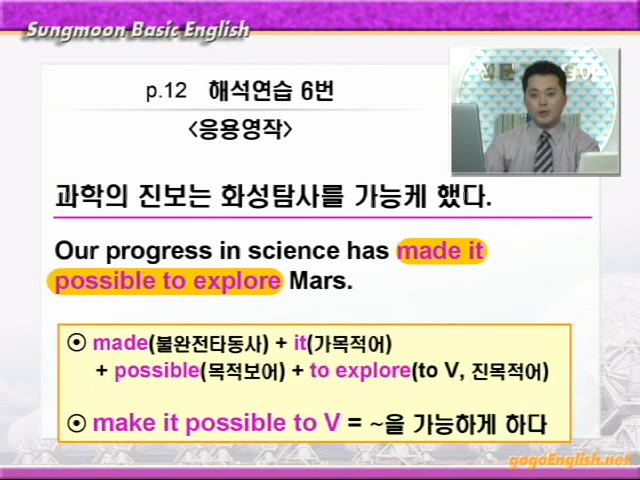 Sungmoon Basic English
p.12 해석연습 6번
<응용영작>
과학의 진보는 화성탐사를 가능케 했다.
Our progress in science has made it
possible to explore Mars.
⊙ made(불완전타동사) + it(가목적어)
+ possible(목적보어) + to explore(to V, 진목적어)
⊙ make it possible to V = ~을 가능하게 하다
gogoEnglish.net